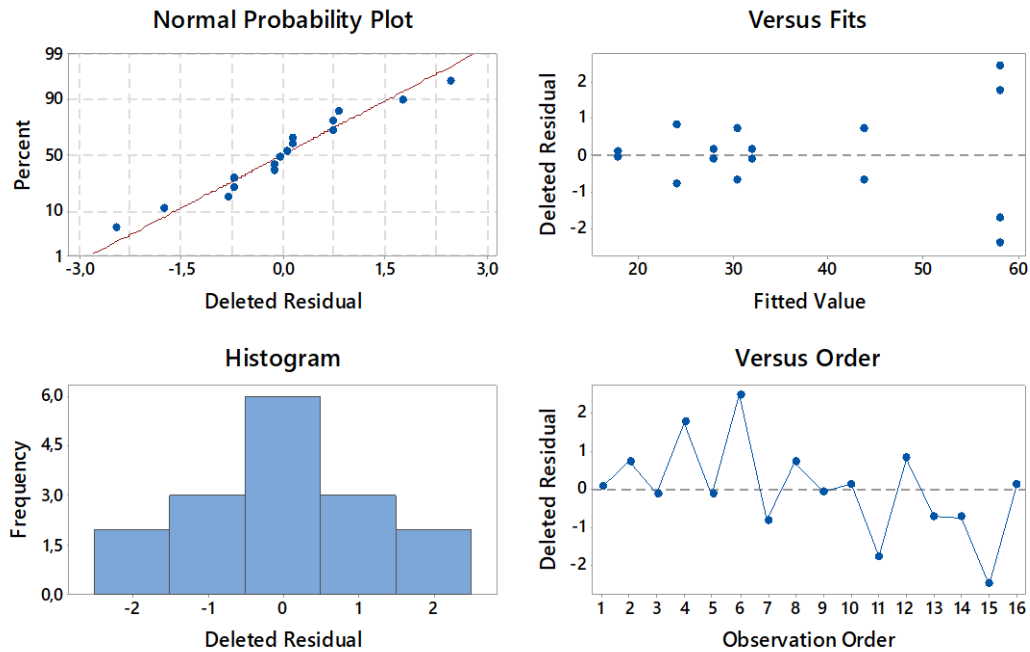 Normal Probability Plot
Percent
99
90
50
10
1
-3,0 -1,5 0,0 1,5 3,0
Deleted Residual
Versus Fits
Deleted Residual
2
1
0
-1
-2
20 30 40 50 60
Fitted Value
Histogram
Frequency
6,0
4,5
3,0
1,5
0,0
-2 -1 0 1 2
Deleted Residual
Versus Order
Deleted Residual
2
1
0
-1
-2
1 2 3 4 5 6 7 8 9 10 11 12 13 14 15 16
Observation Order